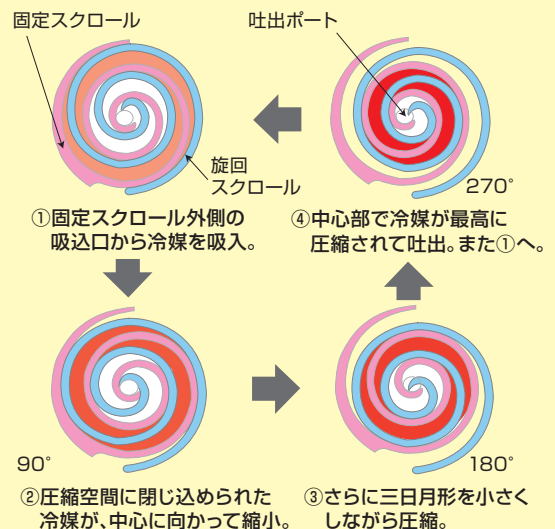 固定スクロール
吐出ポート
旋回
スクロール
270°
①固定スクロール外側の
吸込口から冷媒を吸入。
④中心部で冷媒が最高に
圧縮されて吐出。また①へ。
90°
180°
②圧縮空間に閉じ込められた
冷媒が、中心に向かって縮小。
③さらに三日月形を小さく
しながら圧縮。